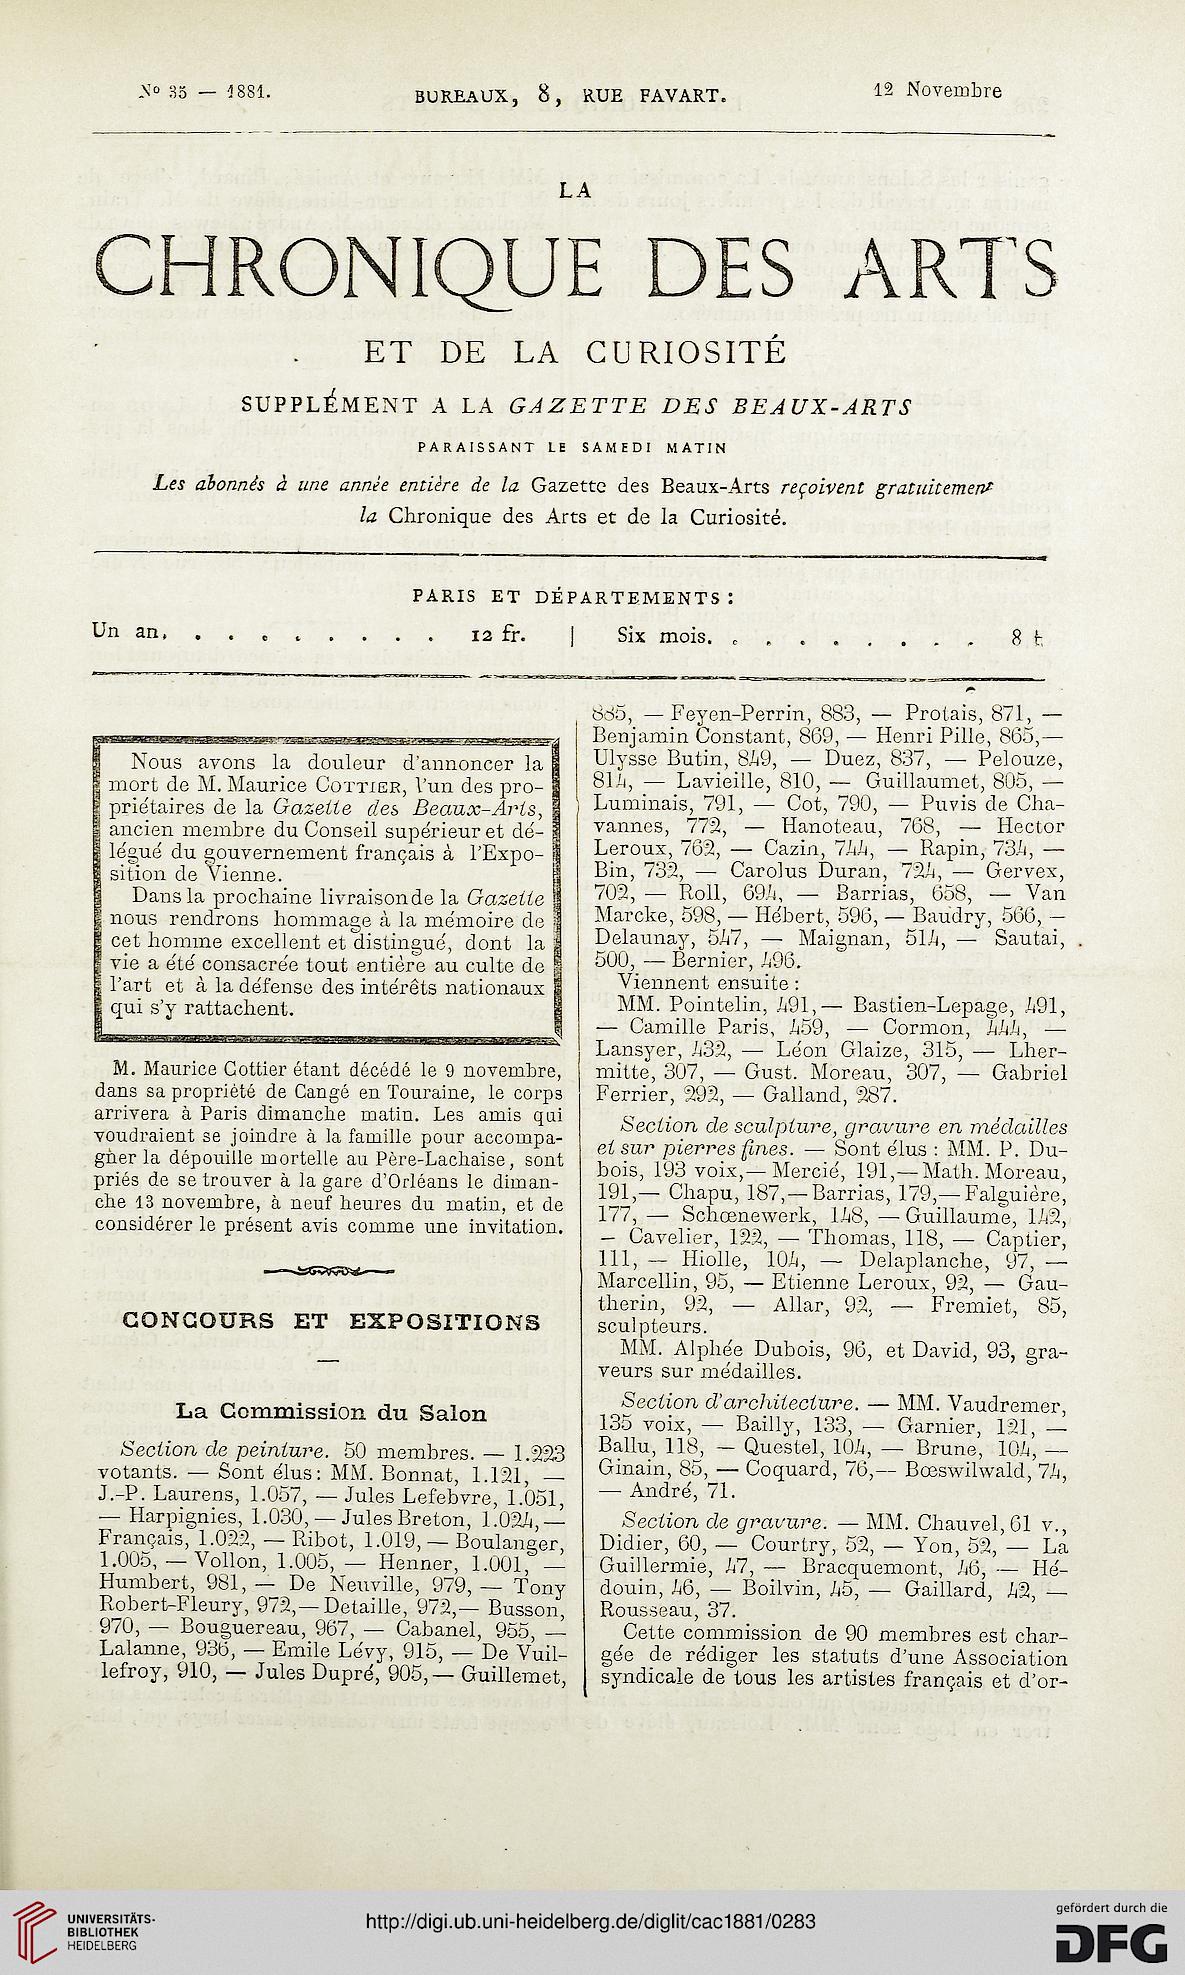 No 35 — 1881.
BUREAUX, 8, RUE FAVART.
12 Novembre
LA
CHRONIQUE DES ARTS
ET DE LA CURIOSITÉ
SUPPLÉMENT A LA GAZETTE DES BEAUX-ARTS
PARAISSANT LE SAMEDI MATIN
Les abonnés à une année entière de la Gazette des Beaux-Arts reçoivent gratuitement
la Chronique des Arts et de la Curiosité.
PARIS ET DÉPARTEMENTS :
Un an. . . . . . . . . 12 fr. | Six mois. . . . . . . . . 8 f.
Nous avons la douleur d'annoncer la
mort de M. Maurice COTTIER, l'un des pro-
priétaires de la Gazette des Beaux-Arts,
ancien membre du Conseil supérieur et dé-
légué du gouvernement français à l'Expo-
sition de Vienne.
Dans la prochaine livraison de la Gazette
nous rendrons hommage à la mémoire de
cet homme excellent et distingué, dont la
vie a été consacrée tout entière au culte de
l'art et à la défense des intérêts nationaux
qui s'y rattachent.
M. Maurice Cottier étant décédé le 9 novembre,
dans sa propriété de Cangé en Touraine, le corps
arrivera à Paris dimanche matin. Les amis qui
voudraient se joindre à la famille pour accompa-
gner la dépouille mortelle au Père-Lachaise, sont
priés de se trouver à la gare d'Orléans le diman-
che 13 novembre, à neuf heures du matin, et de
considérer le présent avis comme une invitation.
CONCOURS ET EXPOSITIONS
—
La Commission du Salon
Section de peinture. 50 membres. — 1.223
votants. — Sont élus : MM. Bonnat, 1.121, —
J.-P. Laurens, 1.057, — Jules Lefebvre, 1.051,
— Harpignies, 1.030, — Jules Breton, 1.024, —
Français, 1.022, — Ribot, 1.019, — Boulanger,
1.005, — Vollon, 1.005, — Henner, 1.001, —
Humbert, 981, — De Neuville, 979, — Tony
Robert-Fleury, 972, — Detaille, 972, — Busson,
970, — Bouguereau, 967, — Cabanel, 955, —
Lalanne, 936, — Emile Lévy, 915, — De Vuil-
lefroy, 910, — Jules Dupré, 905, — Guillemet,
885, — Feyen-Perrin, 883, — Protais, 871, —
Benjamin Constant, 869, — Henri Pille, 865, —
Ulysse Butin, 849, — Duez, 837, — Pelouze,
814, — Lavieille, 810, — Guillaumet, 805, —
Luminais, 791, — Cot, 790, — Puvis de Cha-
vannes, 772, — Hanoteau, 768, — Hector
Leroux, 762, — Cazin, 744, — Rapin, 734, —
Bin, 732, — Carolus Duran, 724, — Gervex,
702, — Roll, 694, — Barrias, 658, — Van
Marcke, 598, — Hébert, 596, — Baudry, 566, —
Delaunay, 547, — Maignan, 514, — Sautai,
500, — Bernier, 496.
Viennent ensuite :
MM. Pointelin, 491, — Bastien-Lepage, 491,
— Camille Paris, 459, — Cormon, 444, —
Lansyer, 432, — Léon Glaize, 315, — Lher-
mitte, 307, — Gust. Moreau, 307, — Gabriel
Ferrier, 292, — Galland, 287.
Section de sculpture, gravure en médailles
et sur pierres fines. — Sont élus : MM. P. Du-
bois, 193 voix, — Mercié, 191, — Math. Moreau,
191, — Chapu, 187, — Barrias, 179, — Falguière,
177, — Schœnewerk, 148, — Guillaume, 142,
— Cavelier, 122, — Thomas, 118, — Captier,
111, — Hiolle, 104, — Delaplanche, 97, —
Marcellin, 95, — Etienne Leroux, 92, — Gau-
therin, 92, — Allar, 92, — Fremiet, 85,
sculpteurs.
MM. Alphée Dubois, 96, et David, 93, gra-
veurs sur médailles.
Section d'architecture. — MM. Vaudremer,
135 voix, — Bailly, 133, — Garnier, 121, —
Ballu, 118, — Questel, 104, — Brune, 104, —
Ginain, 85, — Coquard, 76, — Bœswilwald, 74,
— André, 71.
Section de gravure. — MM. Chauvel, 61 v.,
Didier, 60, — Courtry, 52, — Yon, 52, — La
Guillermie, 47, — Bracquemont, 46, — Hé-
douin, 46, — Boilvin, 45, — Gaillard, 42, —
Rousseau, 37.
Cette commission de 90 membres est char-
gée de rédiger les statuts d'une Association
syndicale de tous les artistes français et d'or-
UNIVERSITÄTS-
BIBLIOTHEK
HEIDELBERG
http://digi.ub.uni-heidelberg.de/diglit/cac1881/0283
gefördert durch die
DFG